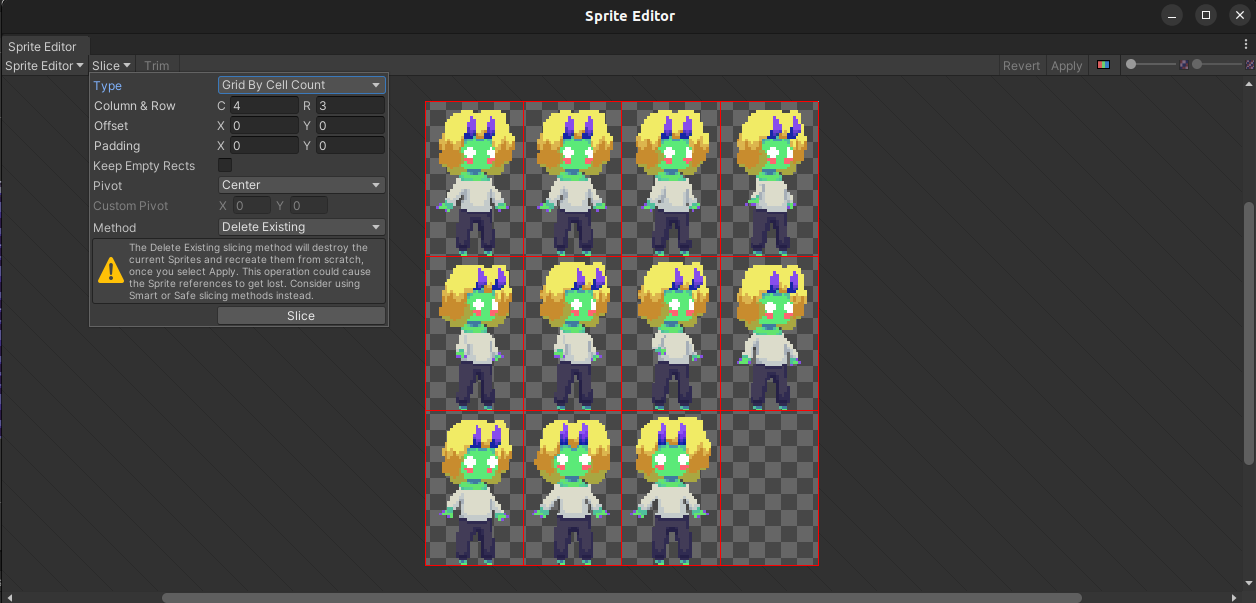 Sprite Editor
Sprite Editor
Sprite Editor Slice Trim Revert Apply
Type Grid By Cell Count
Column & Row C 4 R 3
Offset X 0 Y 0
Padding X 0 Y 0
Keep Empty Rects
Pivot Center
Custom Pivot X 0 Y 0
Method Delete Existing
The Delete Existing slicing method will destroy the
current Sprites and recreate them from scratch,
once you select Apply. This operation could cause
the Sprite references to get lost. Consider using
Smart or Safe slicing methods instead.
Slice